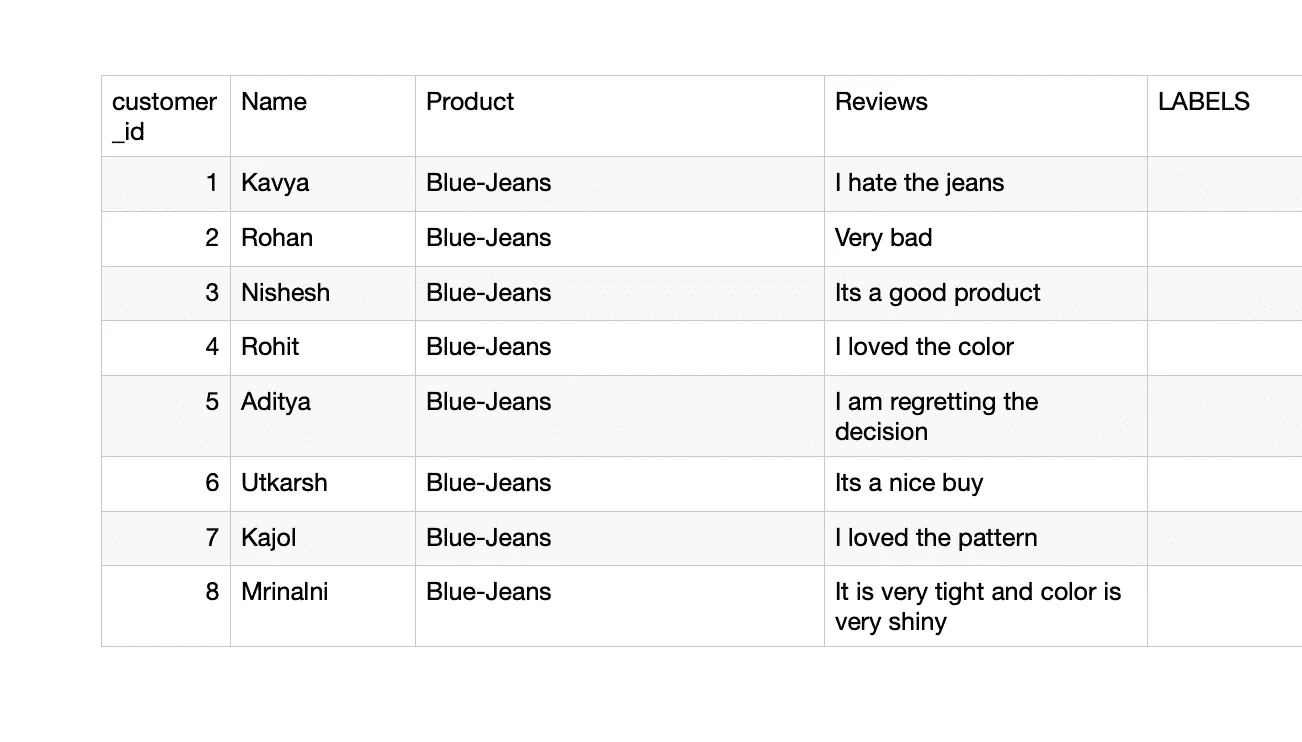 customer _id Name Product Reviews LABELS
1 Kavya Blue-Jeans I hate the jeans
2 Rohan Blue-Jeans Very bad
3 Nishesh Blue-Jeans Its a good product
4 Rohit Blue-Jeans I loved the color
5 Aditya Blue-Jeans I am regretting the
decision
6 Utkarsh Blue-Jeans Its a nice buy
7 Kajol Blue-Jeans I loved the pattern
8 Mrinalni Blue-Jeans It is very tight and color is
very shiny